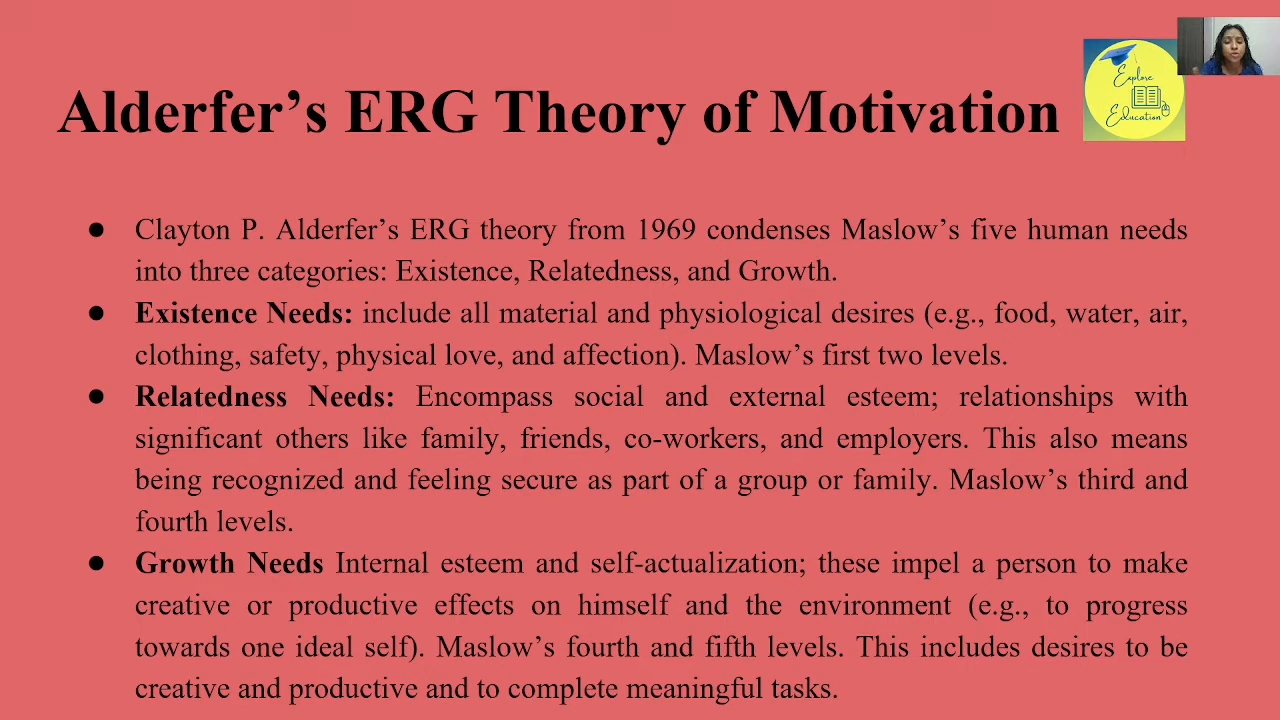 Alderfer’s ERG Theory of Motivation
Explore
Education
● Clayton P. Alderfer’s ERG theory from 1969 condenses Maslow’s five human needs
into three categories: Existence, Relatedness, and Growth.
● Existence Needs: include all material and physiological desires (e.g., food, water, air,
clothing, safety, physical love, and affection). Maslow’s first two levels.
● Relatedness Needs: Encompass social and external esteem; relationships with
significant others like family, friends, co-workers, and employers. This also means
being recognized and feeling secure as part of a group or family. Maslow’s third and
fourth levels.
● Growth Needs Internal esteem and self-actualization; these impel a person to make
creative or productive effects on himself and the environment (e.g., to progress
towards one ideal self). Maslow’s fourth and fifth levels. This includes desires to be
creative and productive and to complete meaningful tasks.